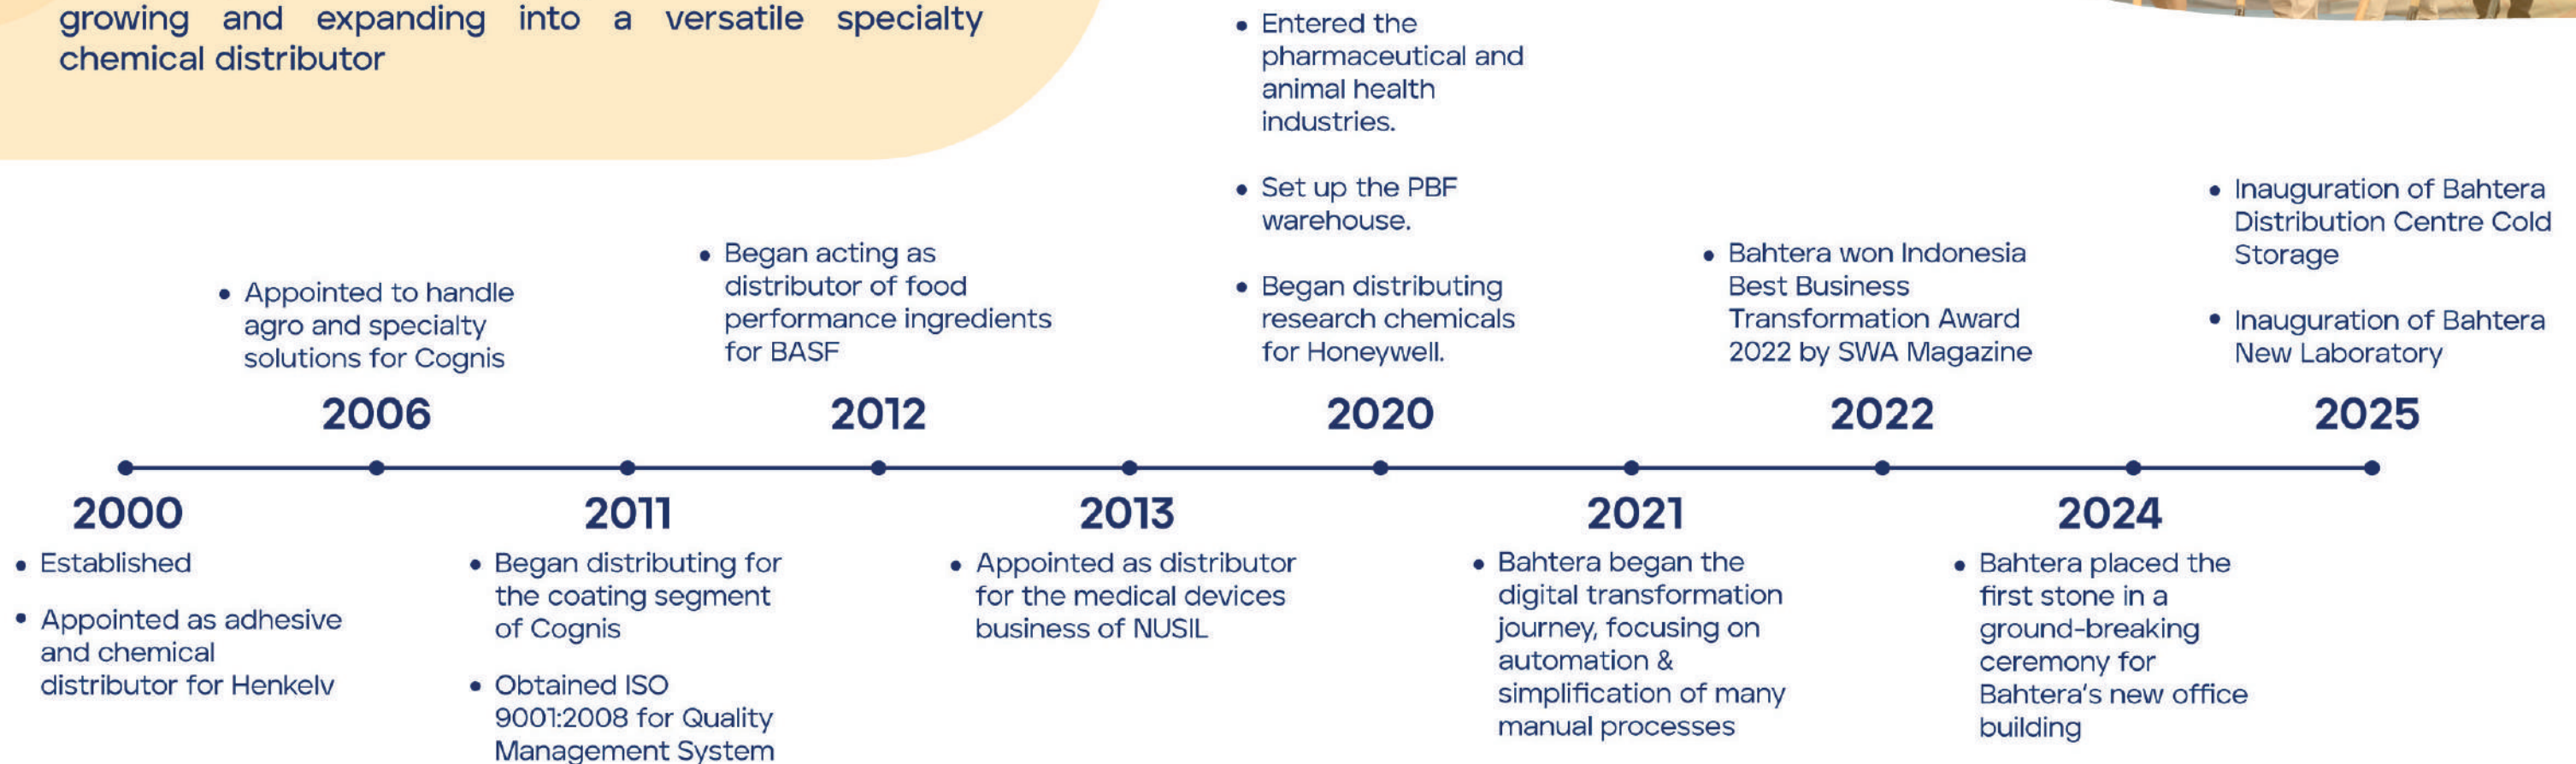 growing and expanding into a versatile specialty
chemical distributor
• Appointed to handle
agro and specialty
solutions for Cognis
2006
• Began acting as
distributor of food
performance ingredients
for BASF
2012
• Entered the
pharmaceutical and
animal health
industries.
• Set up the PBF
warehouse.
• Began distributing
research chemicals
for Honeywell.
2020
• Bahtera won Indonesia
Best Business
Transformation Award
2022 by SWA Magazine
2022
• Inauguration of Bahtera
Distribution Centre Cold
Storage
• Inauguration of Bahtera
New Laboratory
2025
2000
• Established
• Appointed as adhesive
and chemical
distributor for Henkelv
2011
• Began distributing for
the coating segment
of Cognis
• Obtained ISO
9001:2008 for Quality
Management System
2013
• Appointed as distributor
for the medical devices
business of NUSIL
2021
• Bahtera began the
digital transformation
journey, focusing on
automation &
simplification of many
manual processes
2024
• Bahtera placed the
first stone in a
ground-breaking
ceremony for
Bahtera's new office
building